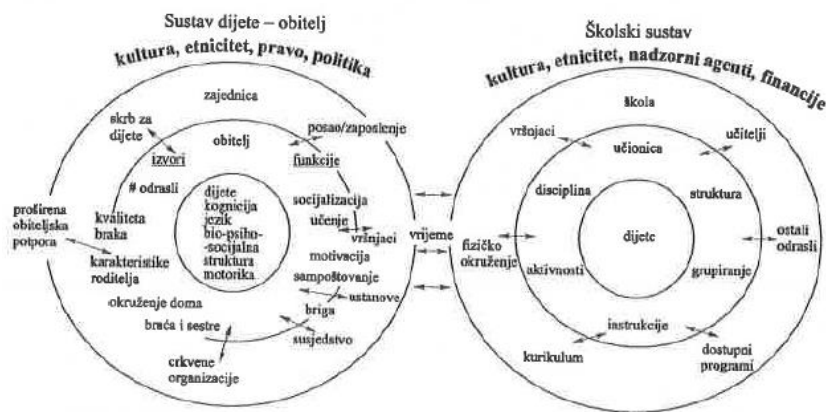 Sustav dijete – obitelj
kultura, etnicitet, pravo, politika
zajednica
skrb za
dijete
obitelj
posao/zaposlenje
izvori
funkcije
# odrasli
dijete
kognicija
jezik
bio-psiho-
-socijalna
struktura
motorika
socijalizacija
učenje
vršnjaci
proširena
obiteljska
potpora
kvaliteta
braka
karakteristike
roditelja
motivacija
sampoštovanje
ustanove
okruženje doma
briga
braća i sestre
susjedstvo
crkvene
organizacije
vrijeme
Školski sustav
kultura, etnicitet, nadzorni agenti, financije
škola
vršnjaci
učitelji
učionica
disciplina
struktura
fizičko
okruženje
dijete
ostali
odrasli
aktivnosti
grupiranje
instrukcije
kurikulum
dostupni
programi